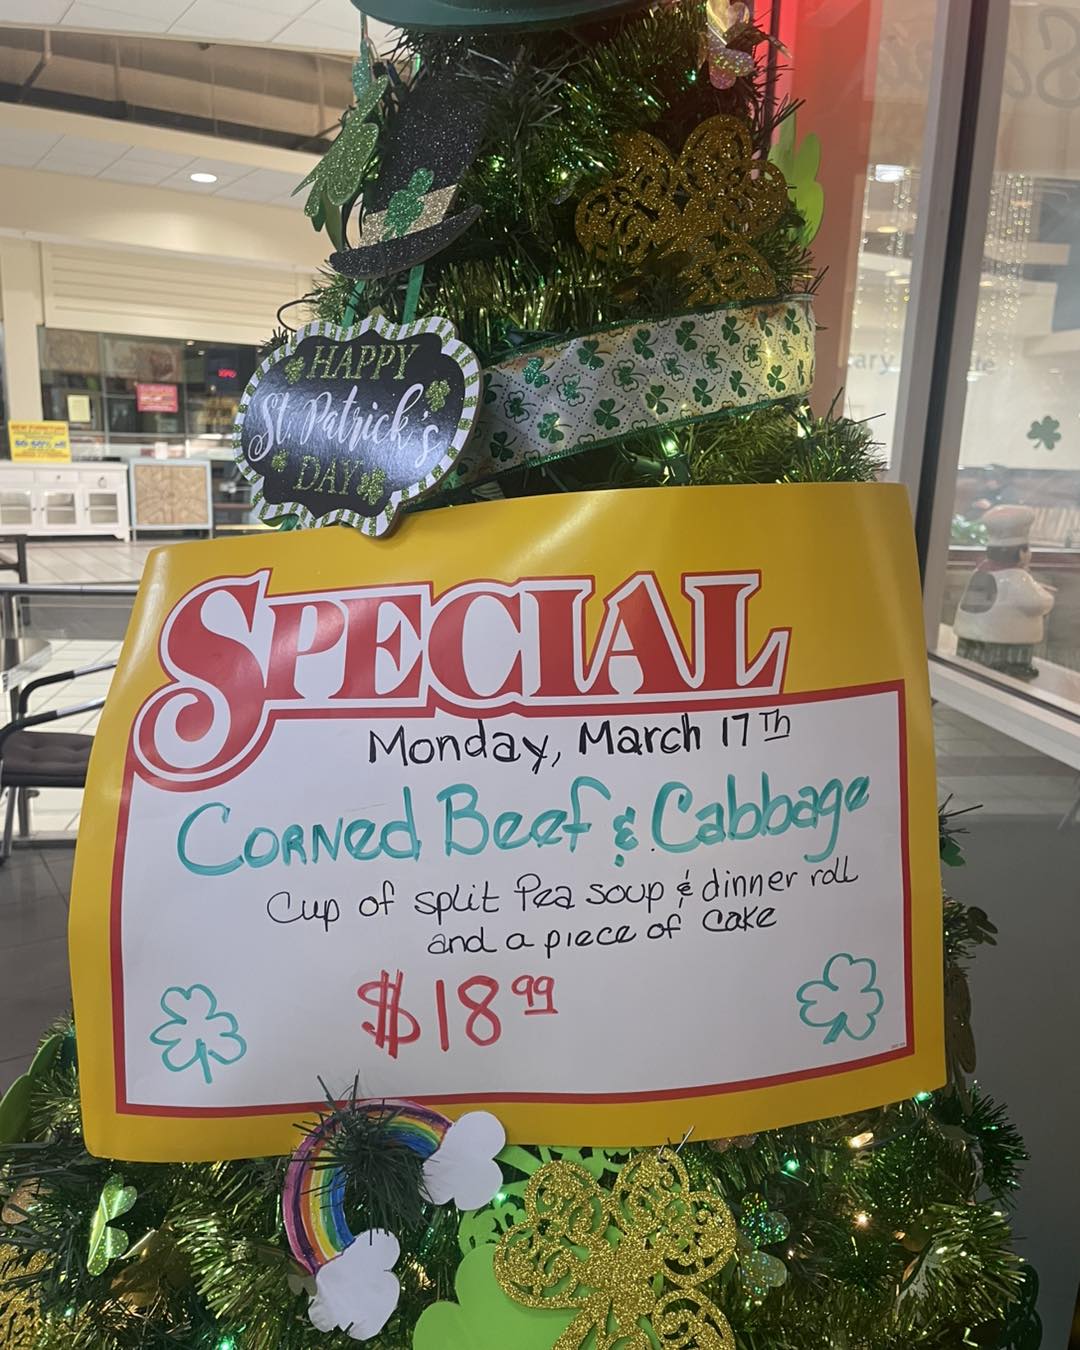 HAPPY
St. Patrick's
DAY
SPECIAL
Monday, March 17Th
Corned Beef & Cabbage
Cup of split Pea soup & dinner roll
and a piece of cake
$18.99